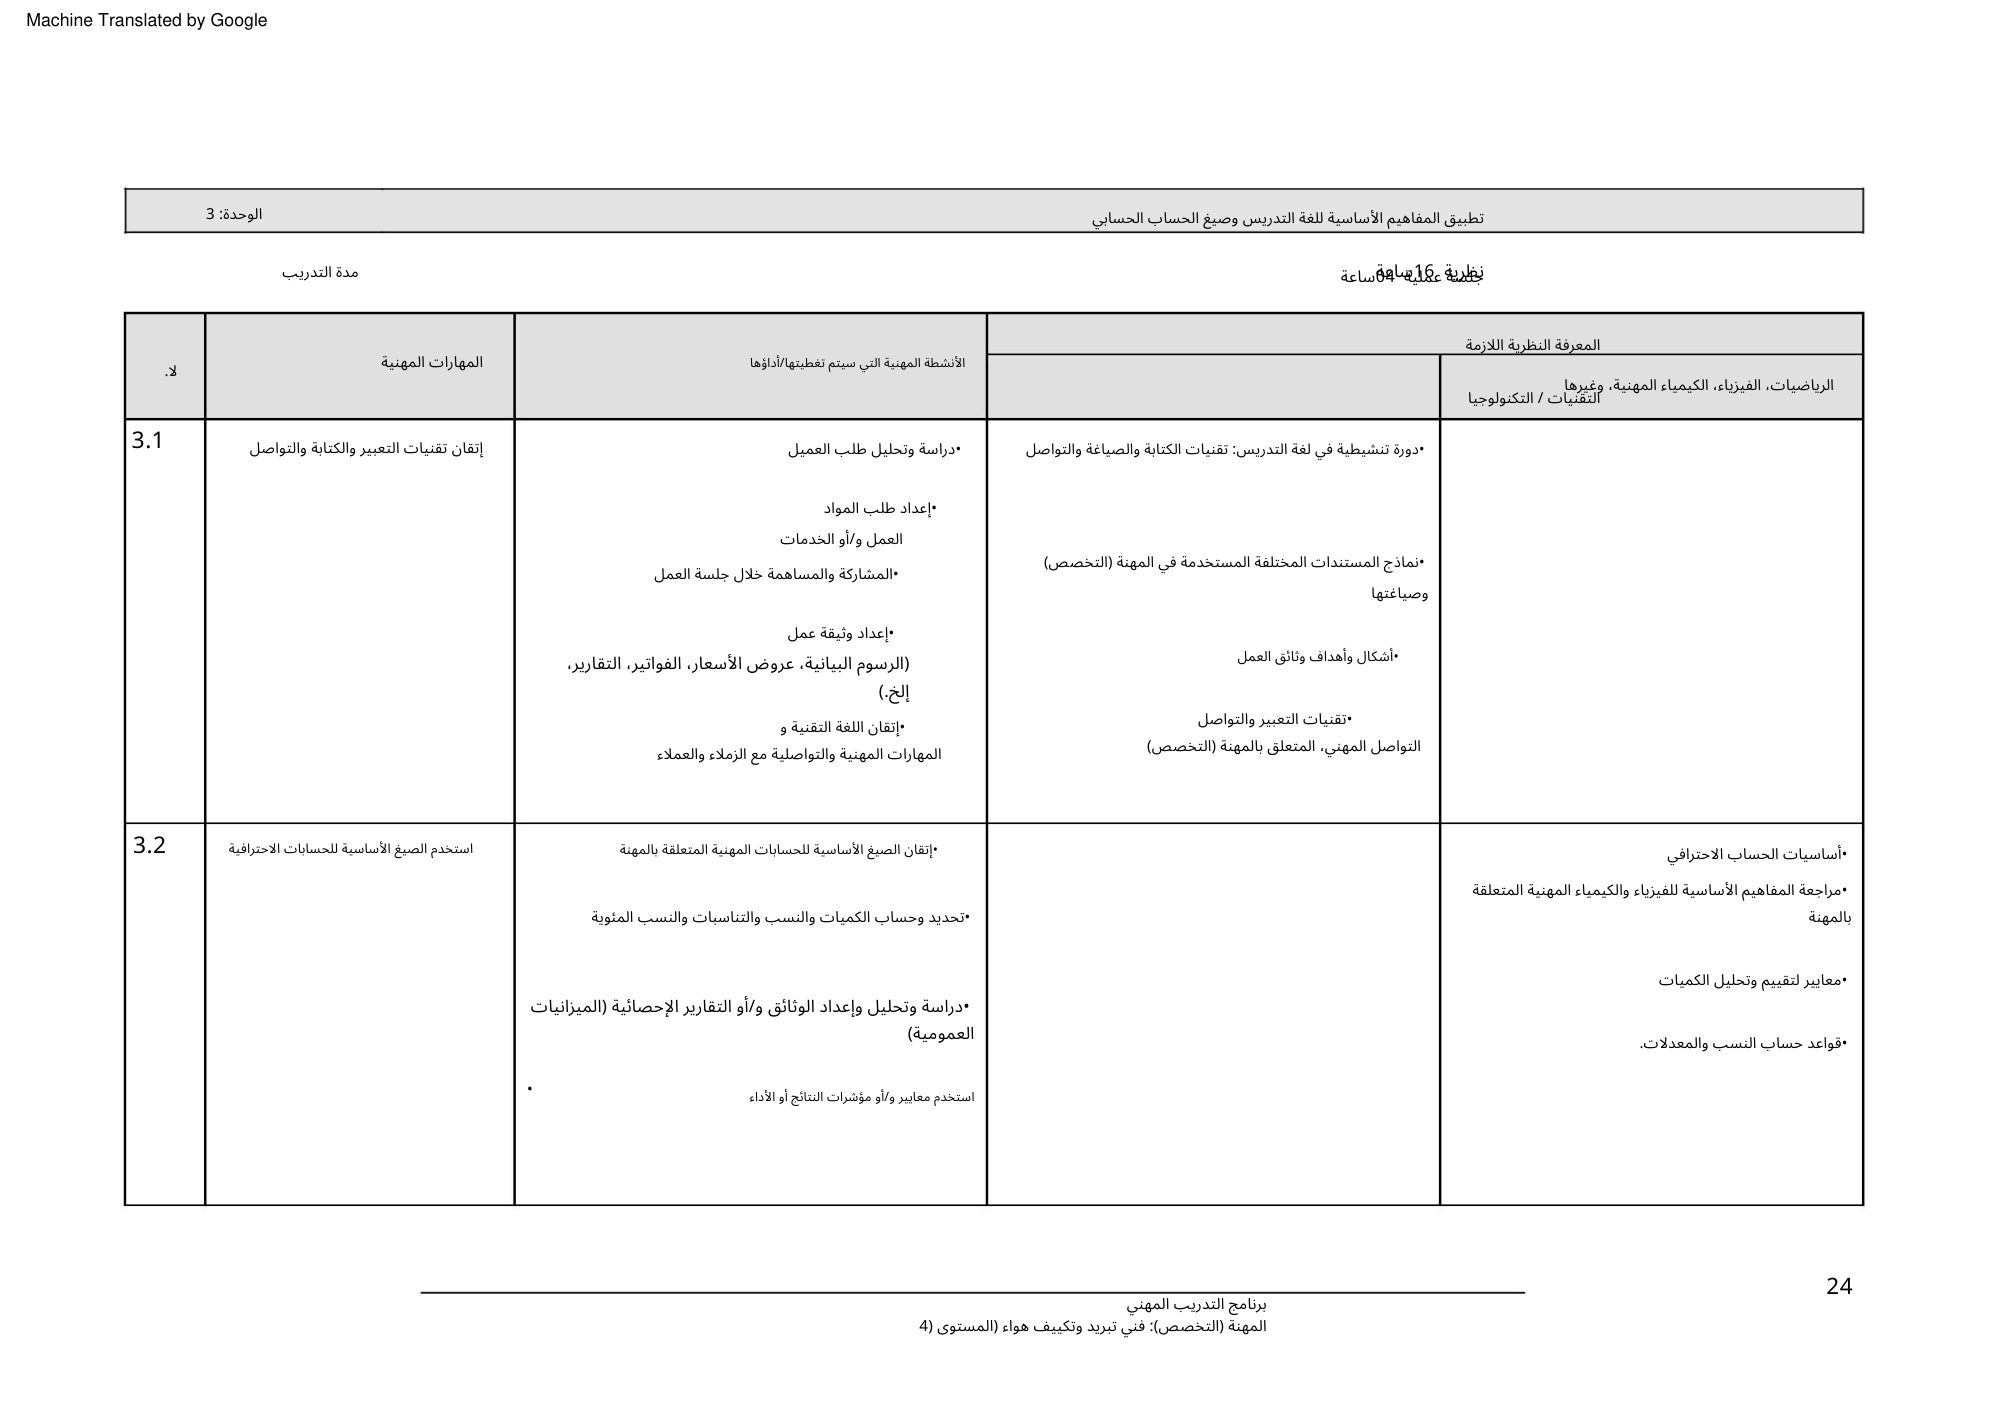 Machine Translated by Google
الوحدة: 3
تطبيق المفاهيم الأساسية للغة التدريس وصيغ الحساب الحسابي
مدة التدريب
نظرية 16ساعة
جلسة عملية 04ساعة
لا.
المهارات المهنية
الأنشطة المهنية التي سيتم تغطيتها/أداؤها
المعرفة النظرية اللازمة
التقنيات / التكنولوجيا
الرياضيات، الفيزياء، الكيمياء المهنية، وغيرها
3.1
إتقان تقنيات التعبير والكتابة والتواصل
•دراسة وتحليل طلب العميل
•إعداد طلب المواد
العمل و/أو الخدمات
•المشاركة والمساهمة خلال جلسة العمل
•إعداد وثيقة عمل
(الرسوم البيانية، عروض الأسعار، الفواتير، التقارير،
إلخ.)
•إتقان اللغة التقنية و
المهارات المهنية والتواصلية مع الزملاء والعملاء
•دورة تنشيطية في لغة التدريس: تقنيات الكتابة والصياغة والتواصل
•نماذج المستندات المختلفة المستخدمة في المهنة (التخصص)
وصياغتها
•أشكال وأهداف وثائق العمل
•تقنيات التعبير والتواصل
التواصل المهني، المتعلق بالمهنة (التخصص)
3.2
استخدم الصيغ الأساسية للحسابات الاحترافية
•إتقان الصيغ الأساسية للحسابات المهنية المتعلقة بالمهنة
•تحديد وحساب الكميات والنسب والتناسبات والنسب المئوية
•دراسة وتحليل وإعداد الوثائق و/أو التقارير الإحصائية (الميزانيات
العمومية)
•
استخدم معايير و/أو مؤشرات النتائج أو الأداء
•أساسيات الحساب الاحترافي
•مراجعة المفاهيم الأساسية للفيزياء والكيمياء المهنية المتعلقة
بالمهنة
•معايير لتقييم وتحليل الكميات
•قواعد حساب النسب والمعدلات.
24
برنامج التدريب المهني
المهنة (التخصص): فني تبريد وتكييف هواء (المستوى 4)